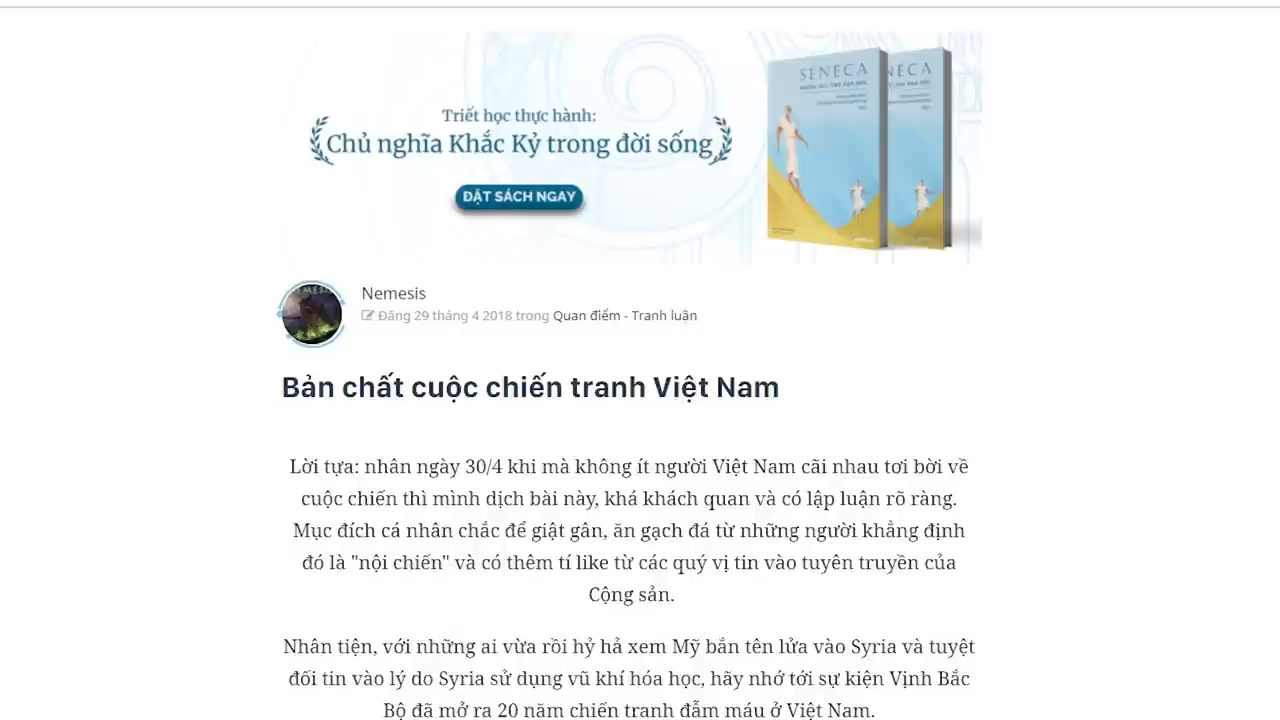 Triết học thực hành:
Chủ nghĩa Khắc Kỷ trong đời sống
ĐẶT SÁCH NGAY
SENECA
NECA
Nemesis
Đăng 29 tháng 4 2018 trong Quan điểm - Tranh luận
Bản chất cuộc chiến tranh Việt Nam
Lời tựa: nhân ngày 30/4 khi mà không ít người Việt Nam cãi nhau tơi bời về
cuộc chiến thì mình dịch bài này, khá khách quan và có lập luận rõ ràng.
Mục đích cá nhân chắc để giật gân, ăn gạch đá từ những người khẳng định
đó là "nội chiến" và có thêm tí like từ các quý vị tin vào tuyên truyền của
Cộng sản.
Nhân tiện, với những ai vừa rồi hỷ hả xem Mỹ bắn tên lửa vào Syria và tuyệt
đối tin vào lý do Syria sử dụng vũ khí hóa học, hãy nhớ tới sự kiện Vịnh Bắc
Bộ đã mở ra 20 năm chiến tranh đẫm máu ở Việt Nam.